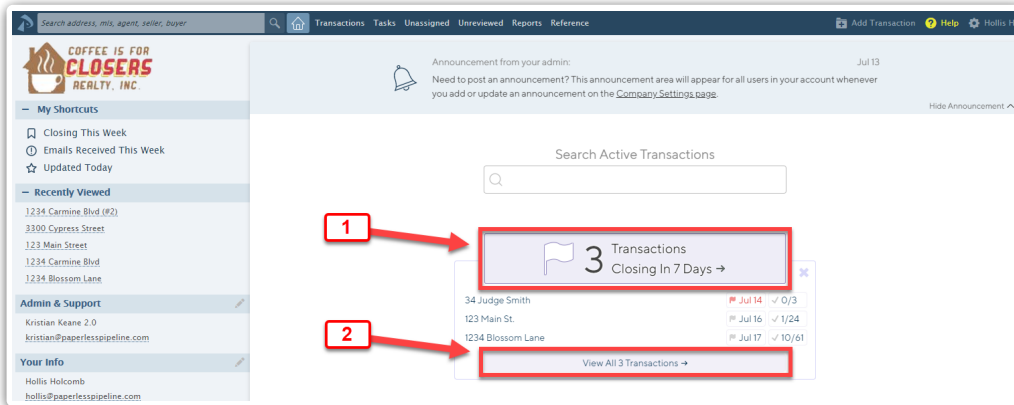 Search address, mls, agent, seller, buyer
Transactions Tasks Unassigned Unreviewed Reports Reference
Add Transaction ? Help Hollis H
COFFEE IS FOR
CLOSERS
REALTY, INC.
Announcement from your admin: Jul 13
Need to post an announcement? This announcement area will appear for all users in your account whenever
you add or update an announcement on the Company Settings page.
Hide Announcement
– My Shortcuts
Closing This Week
Emails Received This Week
Updated Today
– Recently Viewed
1234 Carmine Blvd (#2)
3300 Cypress Street
123 Main Street
1234 Carmine Blvd
1234 Blossom Lane
Admin & Support
Kristian Keane 2.0
kristian@paperlesspipeline.com
Your Info
Hollis Holcomb
hollis@paperlesspipeline.com
Search Active Transactions
1
3 Transactions
Closing In 7 Days →
34 Judge Smith Jul 14 ✓ 0/3
123 Main St. Jul 16 ✓ 1/24
1234 Blossom Lane Jul 17 ✓ 10/61
2
View All 3 Transactions →